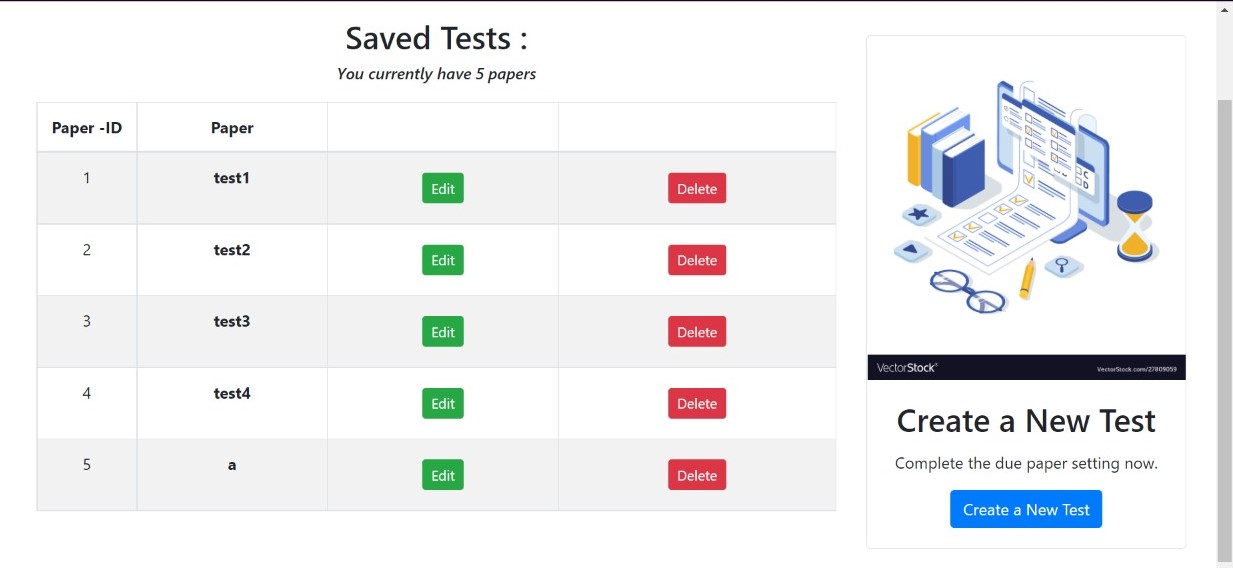 Saved Tests :
You currently have 5 papers
Paper -ID Paper
1 test1 Edit Delete
2 test2 Edit Delete
3 test3 Edit Delete
4 test4 Edit Delete
5 a Edit Delete
C
D
VectorStock® VectorStock.com/27809059
Create a New Test
Complete the due paper setting now.
Create a New Test